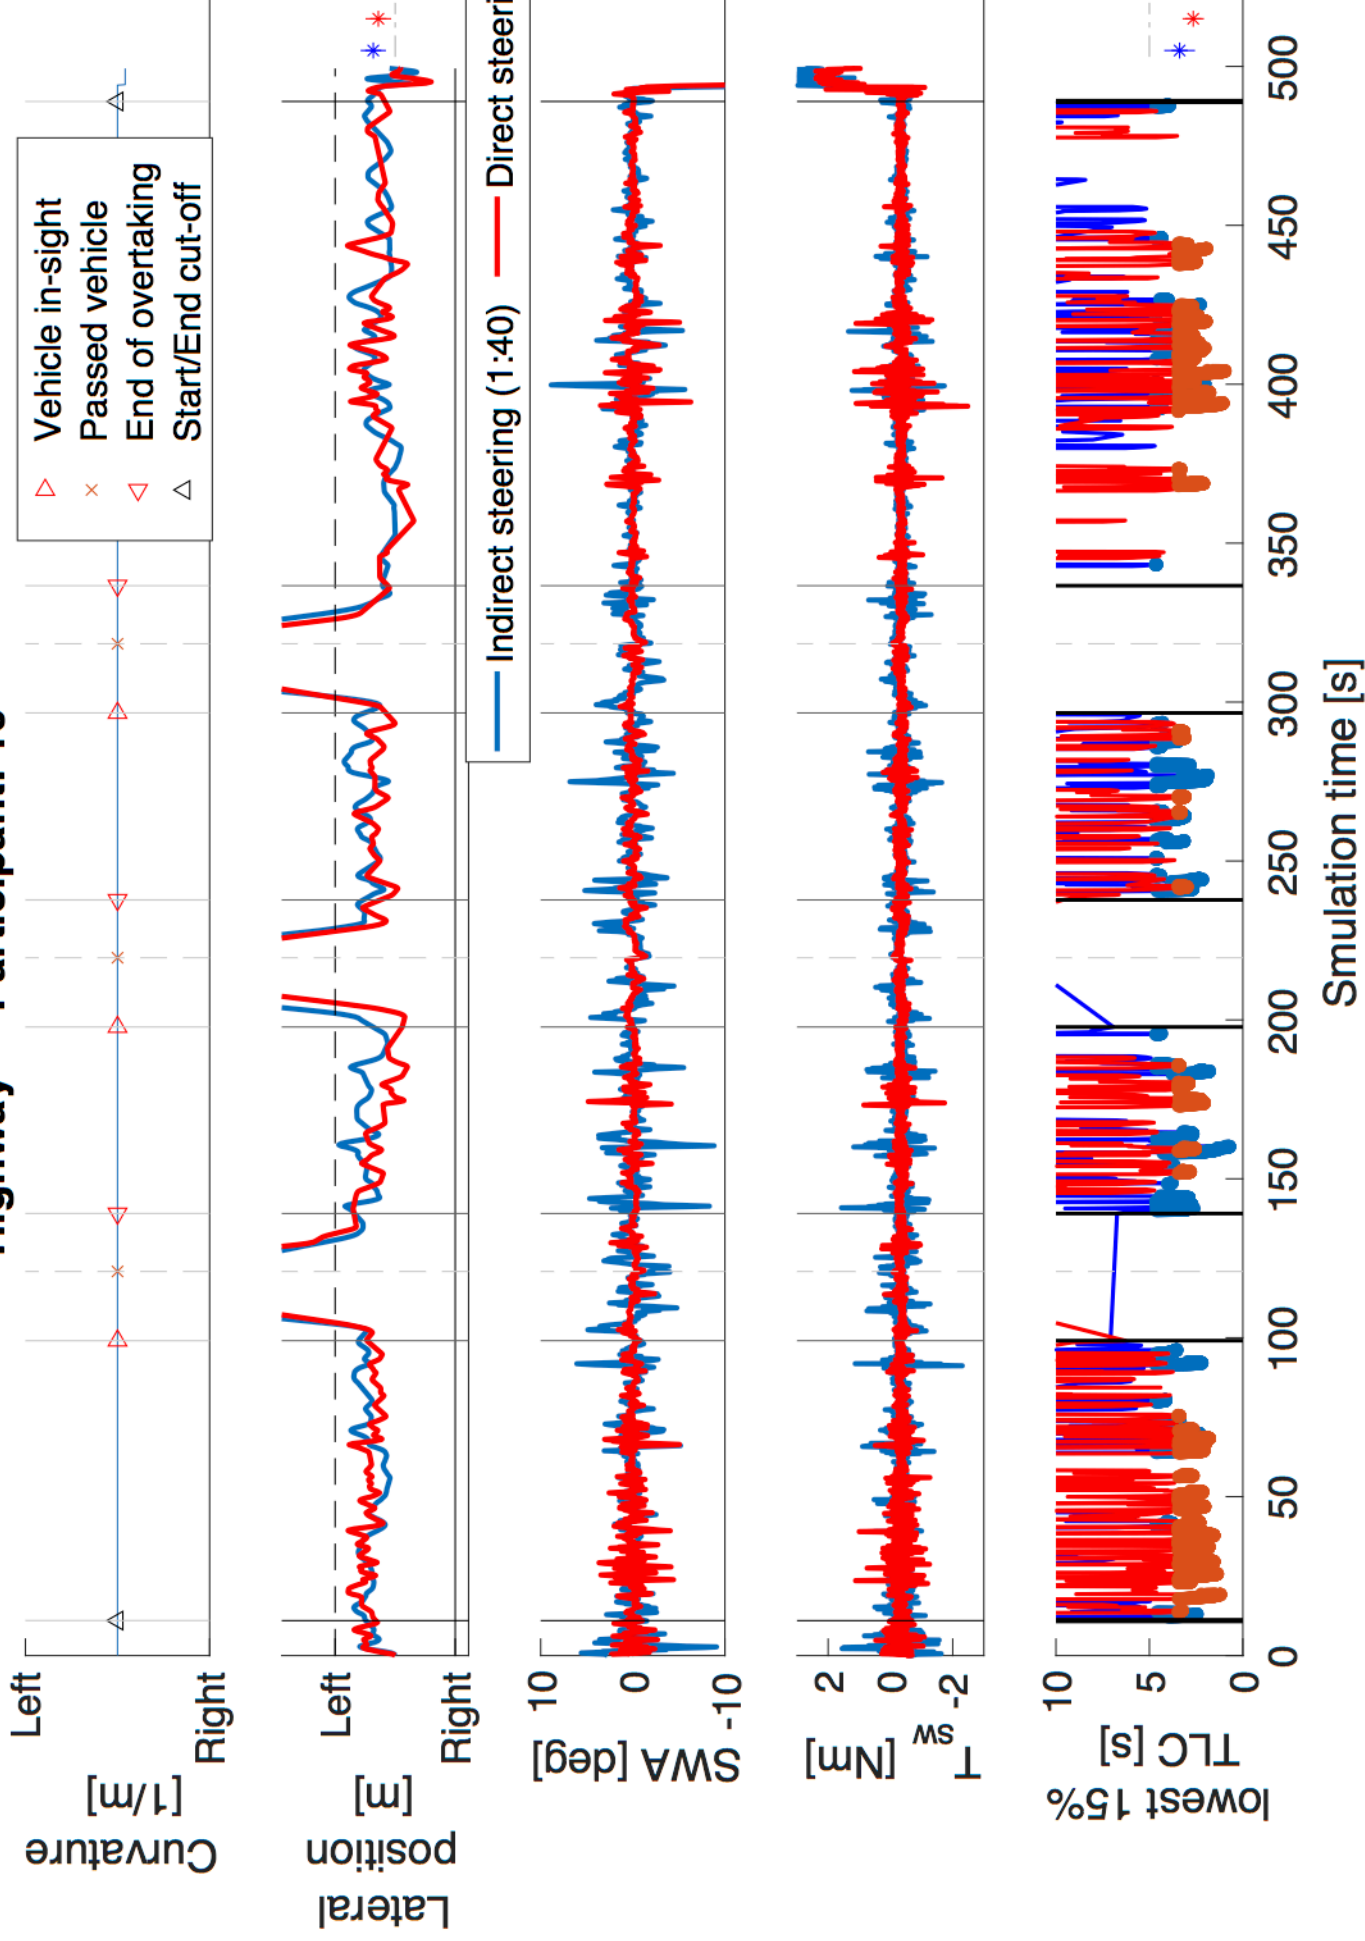 Left
Right
Curvature
[1/m]
Vehicle in-sight
Passed vehicle
End of overtaking
Start/End cut-off
Left
Right
Lateral
position
[m]
Indirect steering (1:40)
10
0
-10
SWA [deg]
2
0
-2
T_sw [Nm]
10
5
0
lowest 15%
TLC [s]
0
50
100
150
200
250
300
350
400
450
500
Smulation time [s]